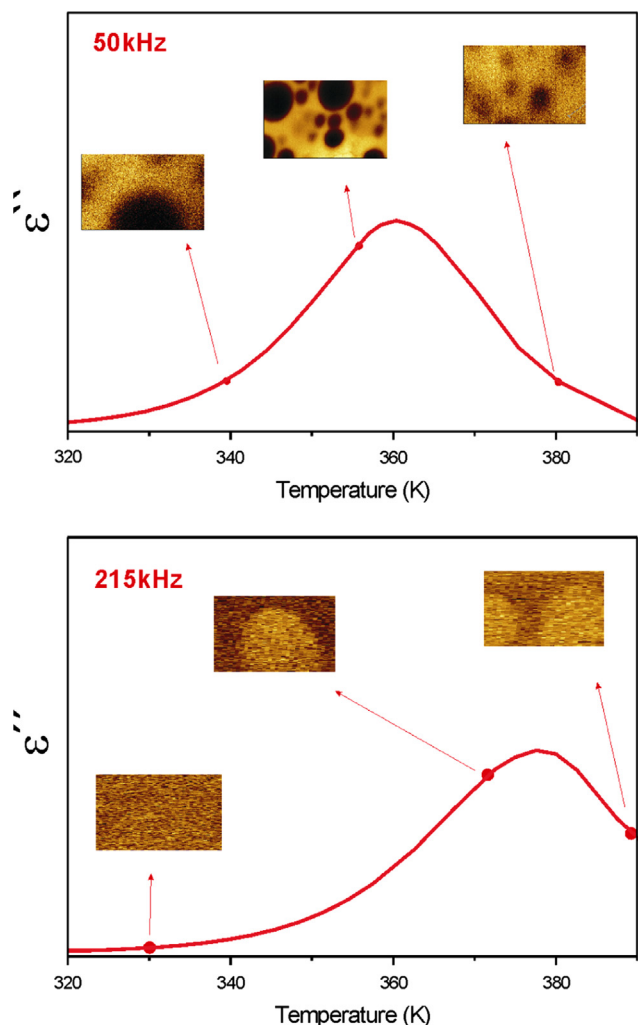 50kHz
ε‵‵
320
340
360
380
Temperature (K)
215kHz
ε′′
320
340
360
380
Temperature (K)